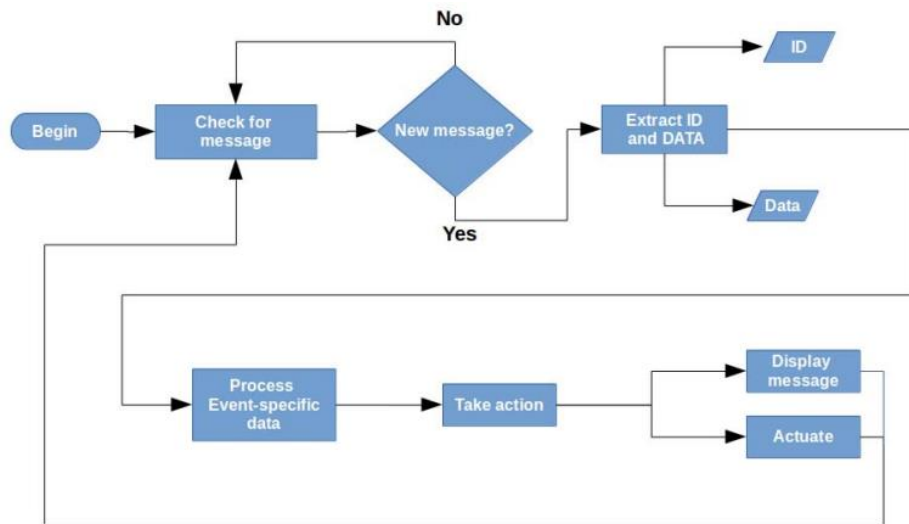 No
ID
Begin
Check for
message
New message?
Extract ID
and DATA
Data
Yes
Process
Event-specific
data
Take action
Display
message
Actuate